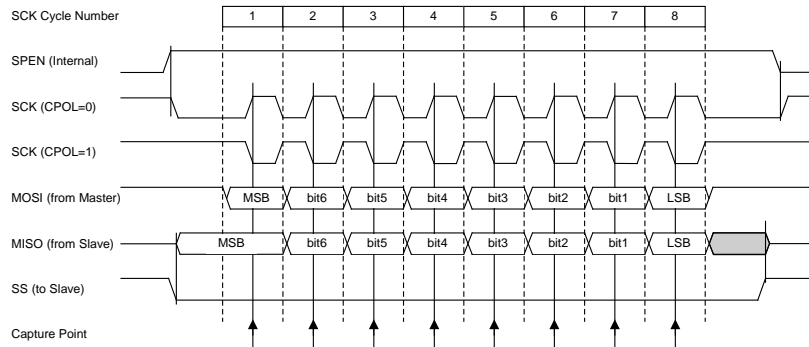 SCK Cycle Number 1 2 3 4 5 6 7 8
SPEN (Internal)
SCK (CPOL=0)
SCK (CPOL=1)
MOSI (from Master) MSB bit6 bit5 bit4 bit3 bit2 bit1 LSB
MISO (from Slave) MSB bit6 bit5 bit4 bit3 bit2 bit1 LSB
SS (to Slave)
Capture Point